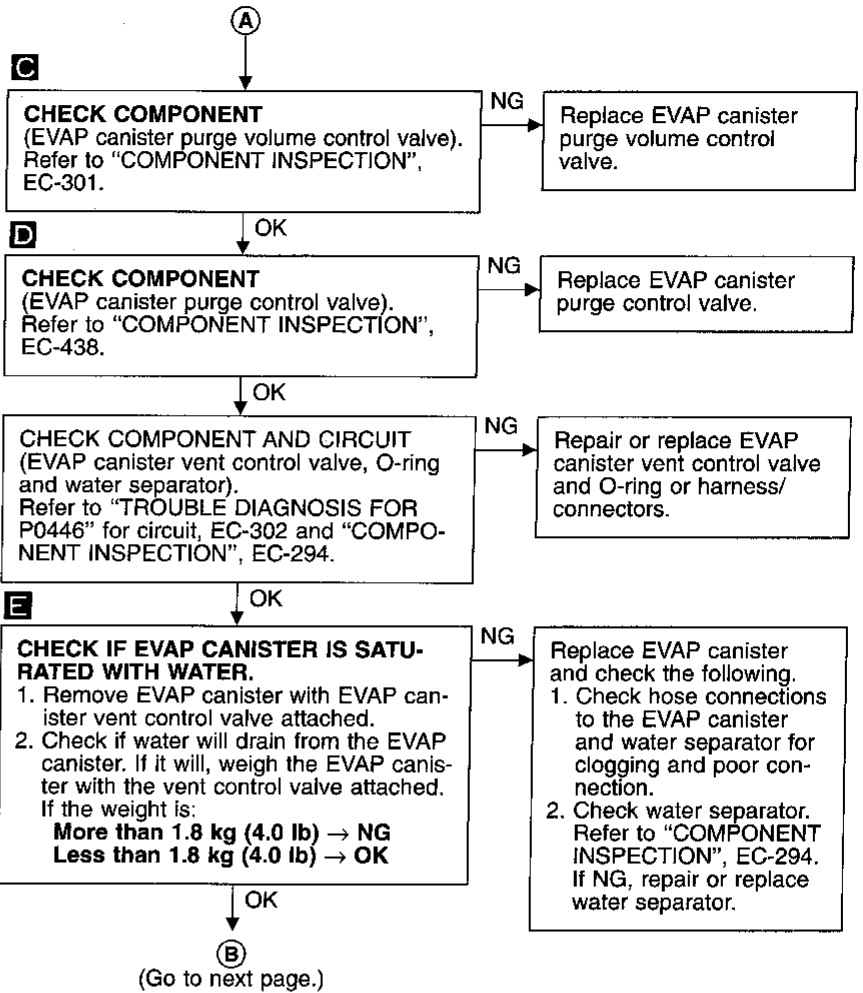 A
C
CHECK COMPONENT
(EVAP canister purge volume control valve).
Refer to “COMPONENT INSPECTION”,
EC-301.
NG
Replace EVAP canister
purge volume control
valve.
OK
D
CHECK COMPONENT
(EVAP canister purge control valve).
Refer to “COMPONENT INSPECTION”,
EC-438.
NG
Replace EVAP canister
purge control valve.
OK
CHECK COMPONENT AND CIRCUIT
(EVAP canister vent control valve, O-ring
and water separator).
Refer to “TROUBLE DIAGNOSIS FOR
P0446” for circuit, EC-302 and “COMPO-
NENT INSPECTION”, EC-294.
NG
Repair or replace EVAP
canister vent control valve
and O-ring or harness/
connectors.
OK
E
CHECK IF EVAP CANISTER IS SATU-
RATED WITH WATER.
1. Remove EVAP canister with EVAP can-
ister vent control valve attached.
2. Check if water will drain from the EVAP
canister. If it will, weigh the EVAP canis-
ter with the vent control valve attached.
If the weight is:
More than 1.8 kg (4.0 lb) → NG
Less than 1.8 kg (4.0 lb) → OK
NG
Replace EVAP canister
and check the following.
1. Check hose connections
to the EVAP canister
and water separator for
clogging and poor con-
nection.
2. Check water separator.
Refer to “COMPONENT
INSPECTION”, EC-294.
If NG, repair or replace
water separator.
OK
B
(Go to next page.)